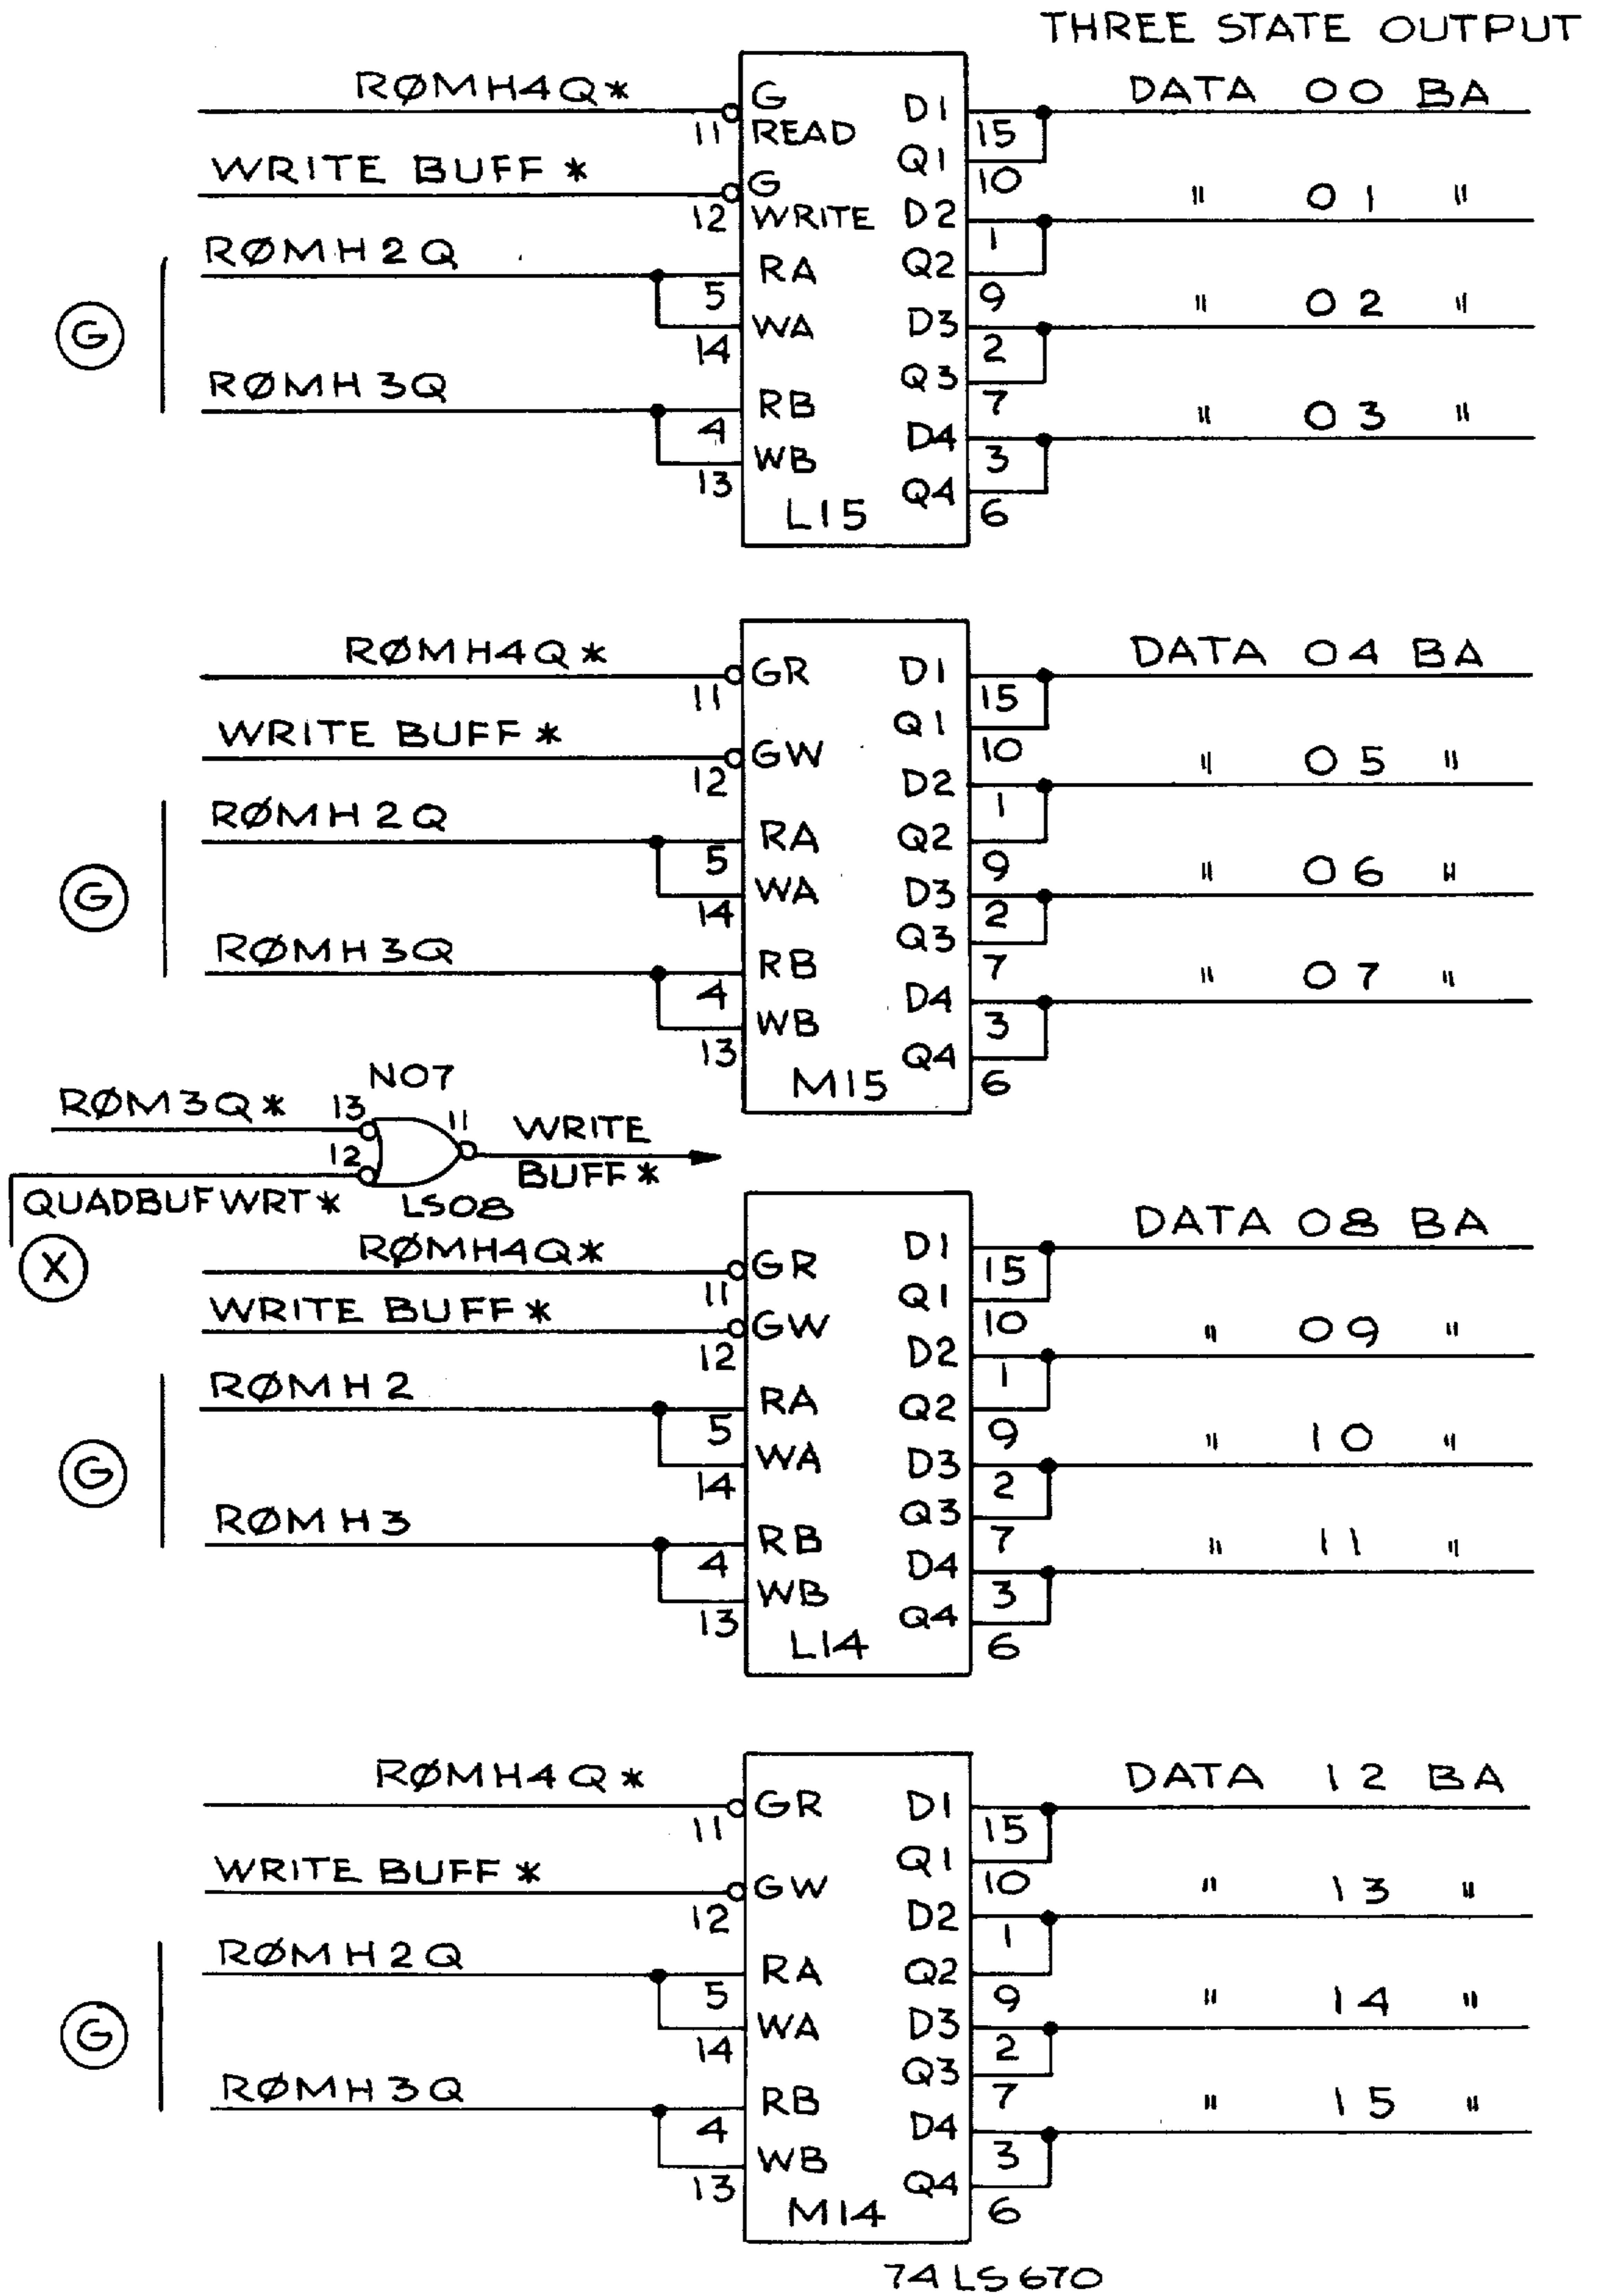 THREE STATE OUTPUT
RØMH4Q* 11 G READ D1 15 DATA 00 BA
Q1 10
WRITE BUFF * 12 G WRITE D2 1 " 01 "
RØMH2Q 5 RA Q2 9
G
14 WA D3 2 " 02 "
Q3 7
RØMH3Q 4 RB D4 3 " 03 "
13 WB Q4 6
L15
RØMH4Q* 11 GR D1 15 DATA 04 BA
Q1 10
WRITE BUFF * 12 GW D2 1 " 05 "
RØMH2Q 5 RA Q2 9
G
14 WA D3 2 " 06 "
Q3 7
RØMH3Q 4 RB D4 3 " 07 "
13 WB Q4 6
M15
N07
RØM3Q* 13 11 WRITE
12 BUFF *
QUADBUFWRT* LS08
X
RØMH4Q* 11 GR D1 15 DATA 08 BA
Q1 10
WRITE BUFF * 12 GW D2 1 " 09 "
RØMH2 5 RA Q2 9
G
14 WA D3 2 " 10 "
Q3 7
RØMH3 4 RB D4 3 " 11 "
13 WB Q4 6
L14
RØMH4Q* 11 GR D1 15 DATA 12 BA
Q1 10
WRITE BUFF * 12 GW D2 1 " 13 "
RØMH2Q 5 RA Q2 9
G
14 WA D3 2 " 14 "
Q3 7
RØMH3Q 4 RB D4 3 " 15 "
13 WB Q4 6
M14
74LS670